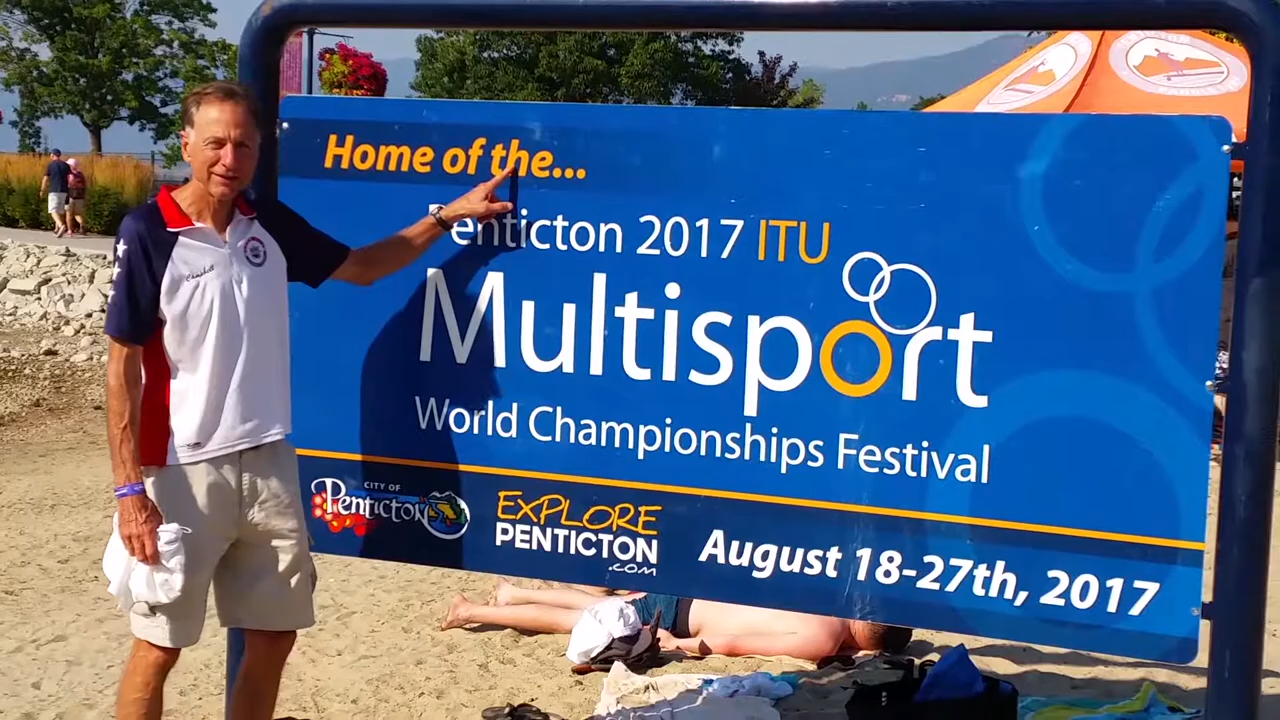 Home of the...
Penticton 2017 ITU
Multisport
World Championships Festival
CITY OF
Penticton
EXPLORE
PENTICTON
.COM
August 18-27th, 2017
Campbell